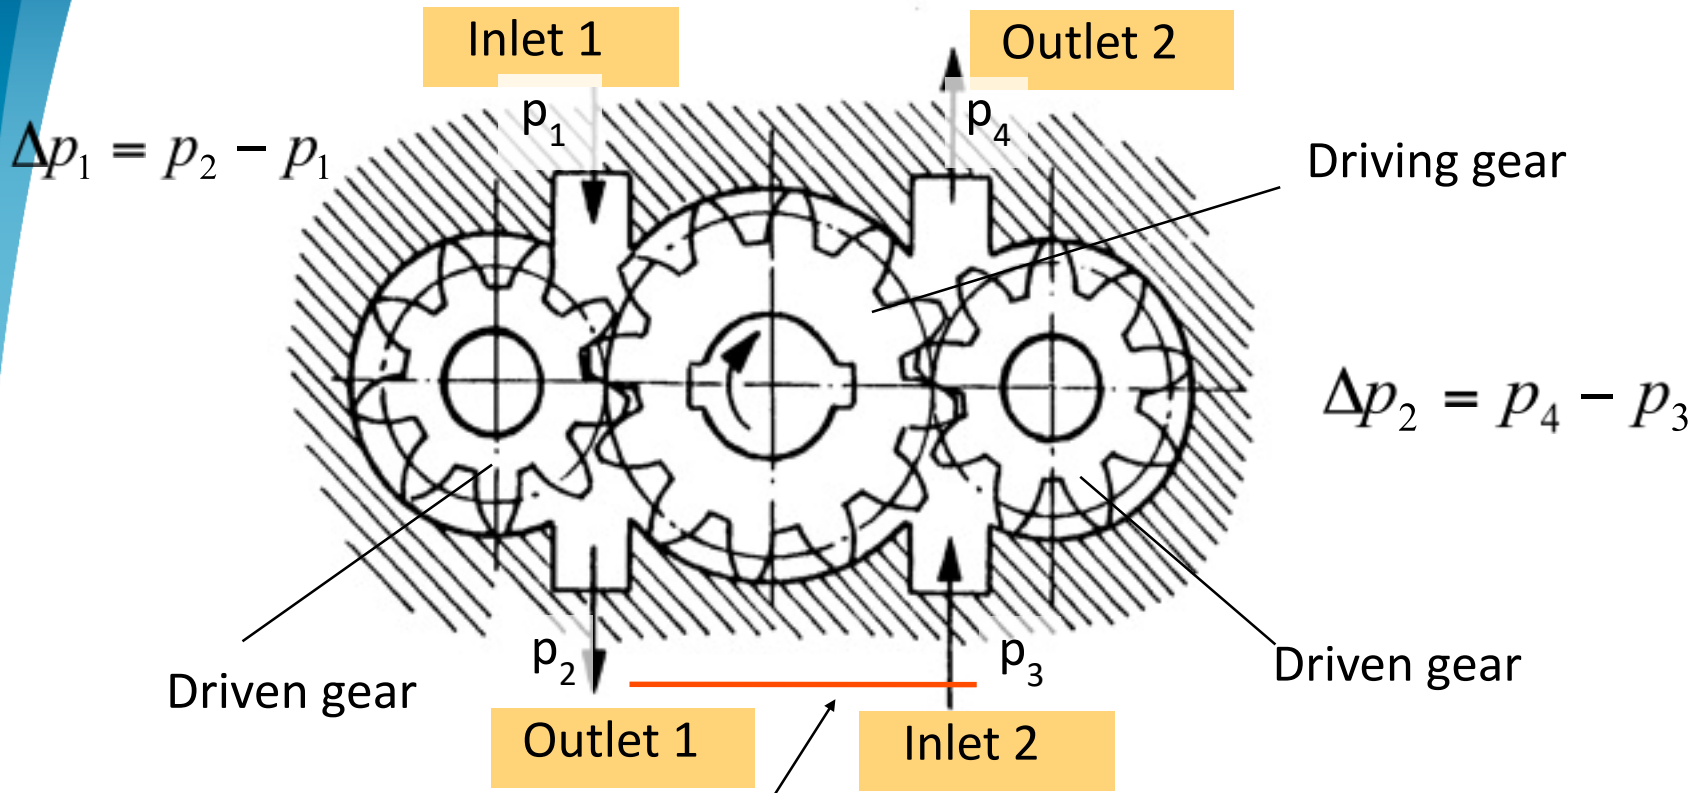 Inlet 1
Outlet 2
p₁
p₄
Δp₁ = p₂ − p₁
Driving gear
Δp₂ = p₄ − p₃
p₂
p₃
Driven gear
Driven gear
Outlet 1
Inlet 2